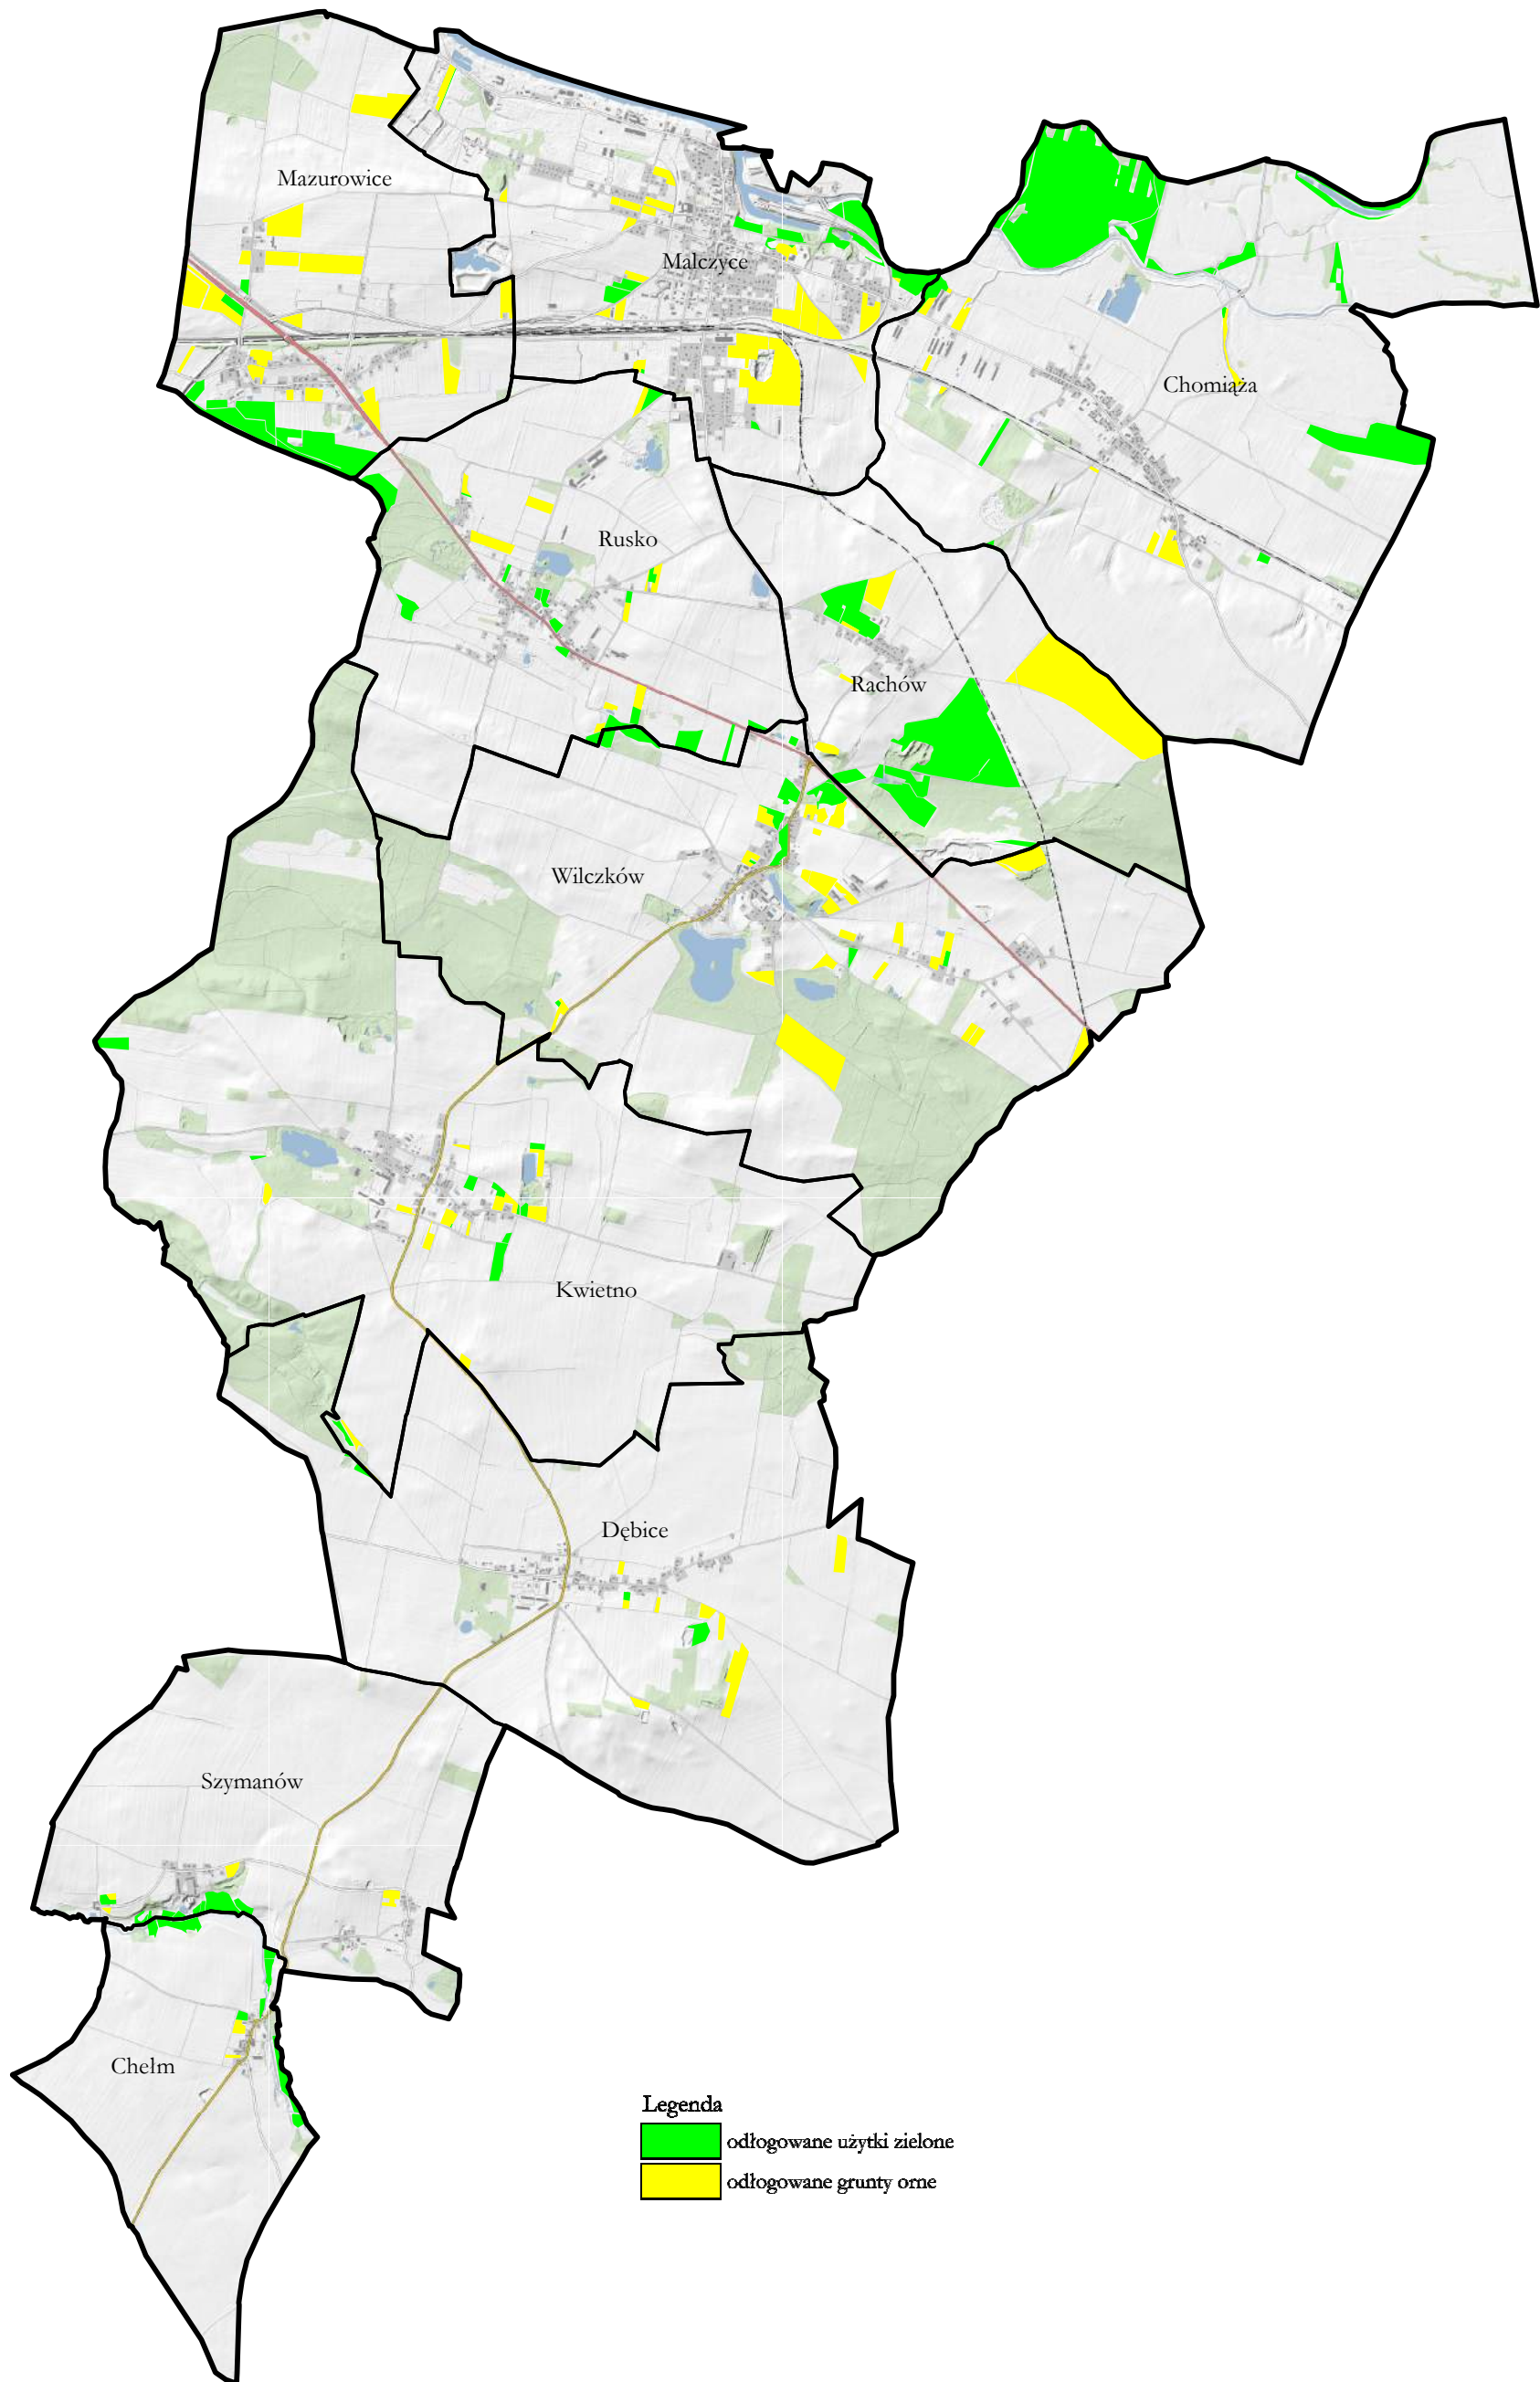 Mazurowice
Malczyce
Chomiąża
Rusko
Rachów
Wilczków
Kwietno
Dębice
Szymanów
Chełm
Legenda
odłogowane użytki zielone
odłogowane grunty orne